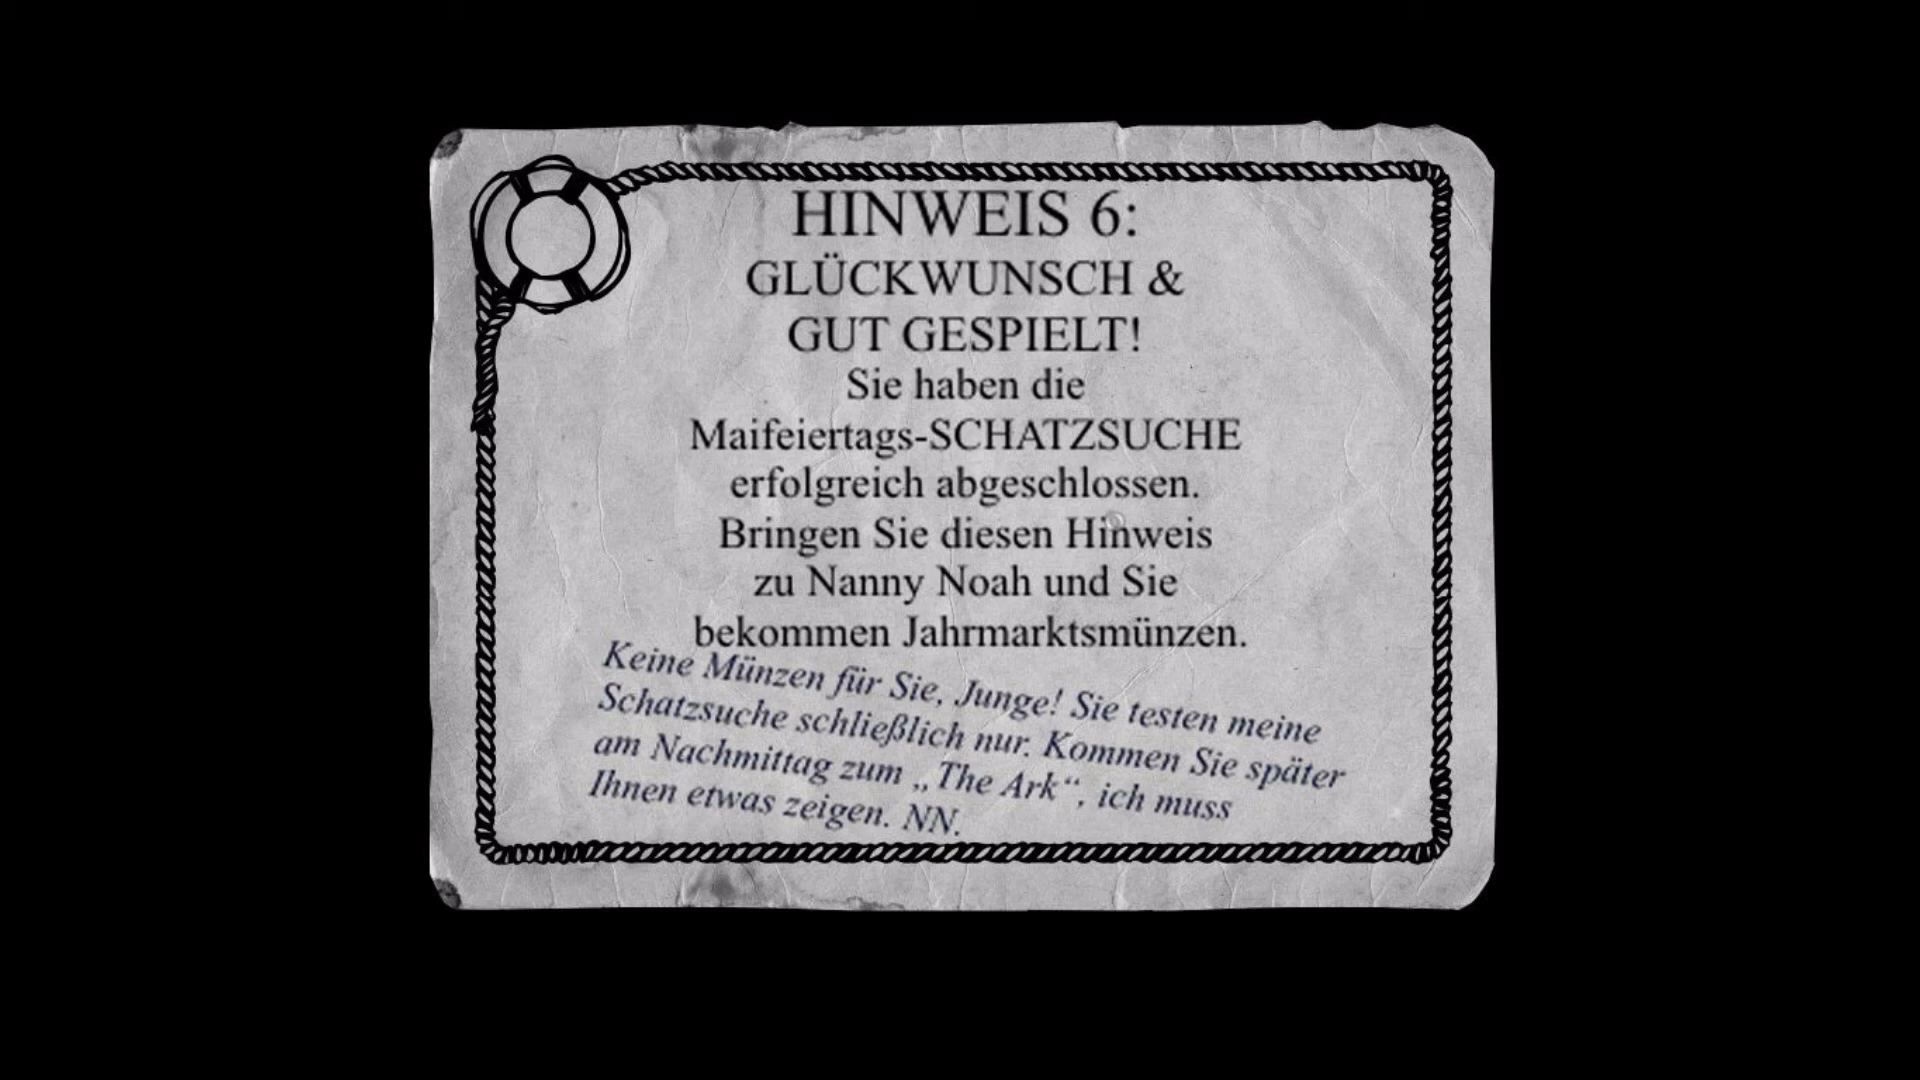 HINWEIS 6:
GLÜCKWUNSCH &
GUT GESPIELT!
Sie haben die
Maifeiertags-SCHATZSUCHE
erfolgreich abgeschlossen.
Bringen Sie diesen Hinweis
zu Nanny Noah und Sie
bekommen Jahrmarktsmünzen.
Keine Münzen für Sie, Junge! Sie testen meine
Schatzsuche schließlich nur. Kommen Sie später
am Nachmittag zum „The Ark“, ich muss
Ihnen etwas zeigen. NN.